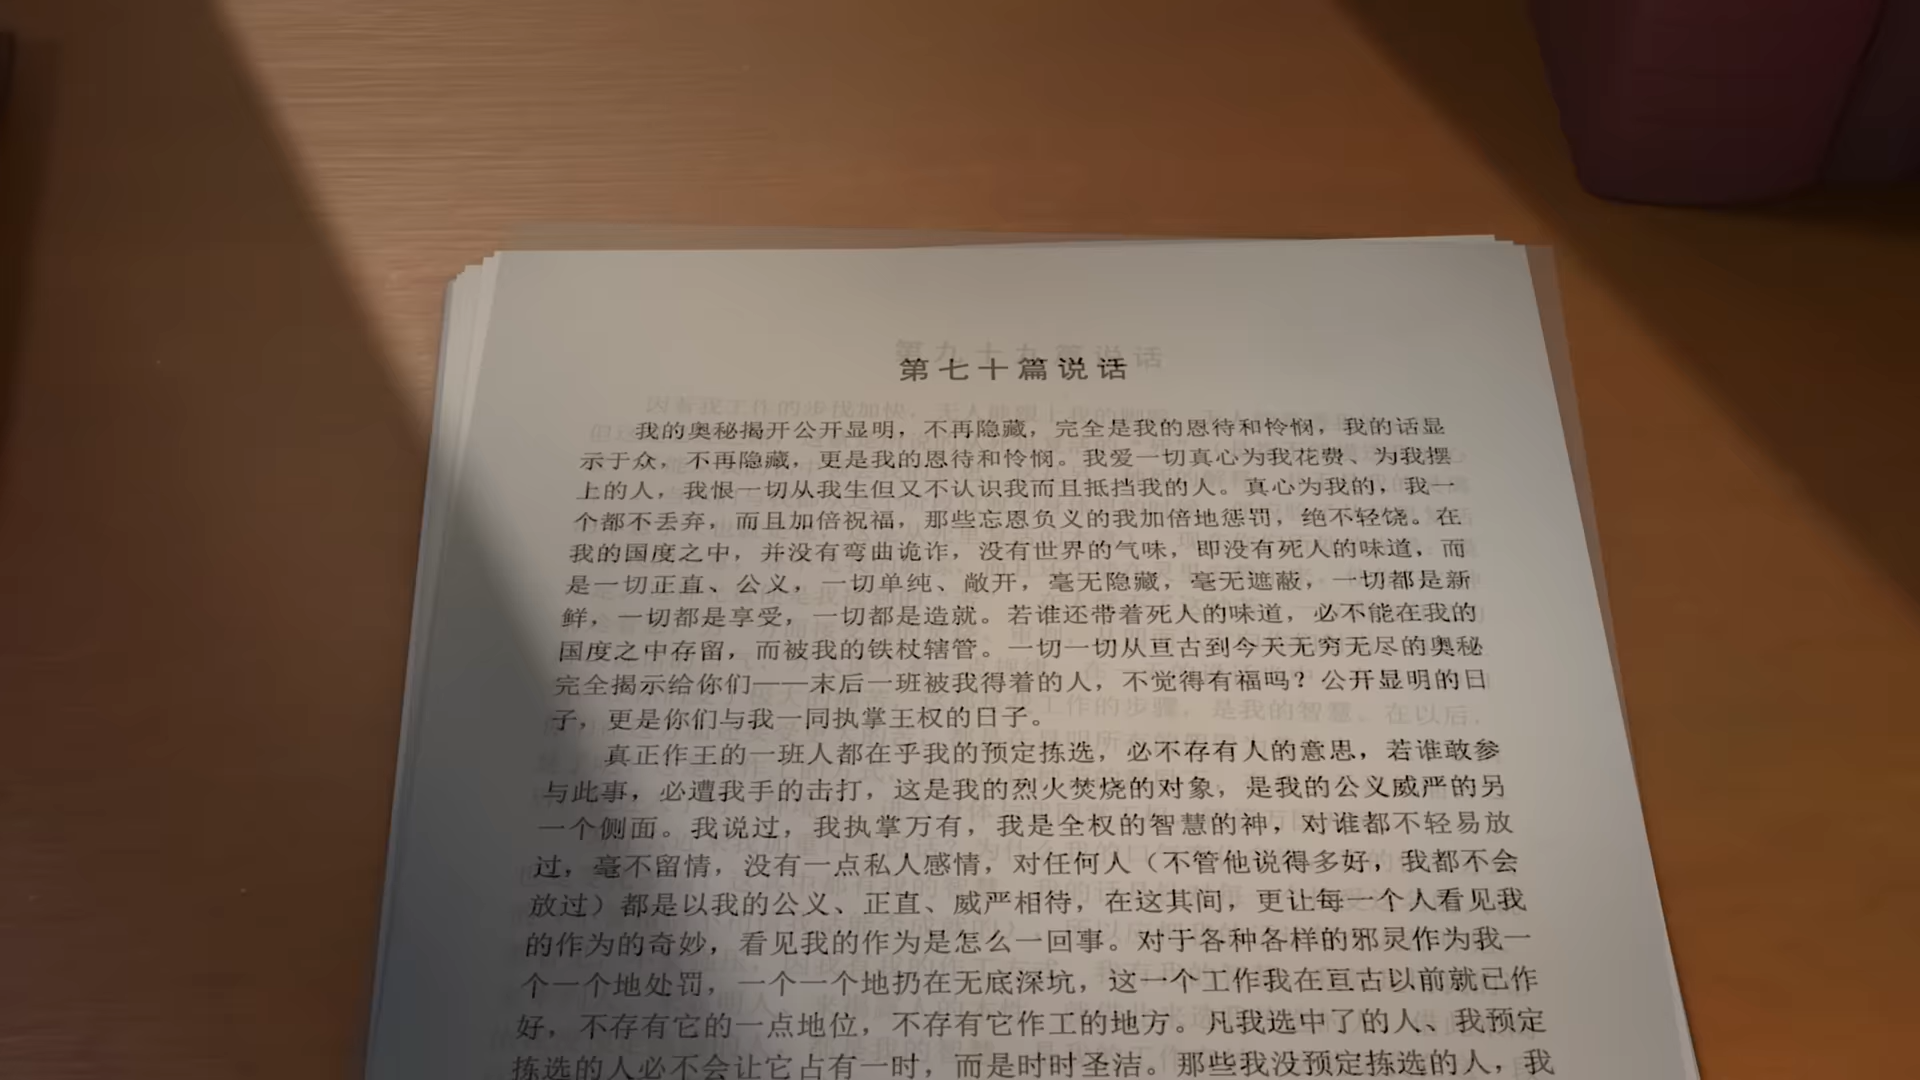 第七十篇说话
我的奥秘揭开公开显明，不再隐藏，完全是我的恩待和怜悯，我的话显
示于众，不再隐藏，更是我的恩待和怜悯。我爱一切真心为我花费、为我摆
上的人，我恨一切从我生但又不认识我而且抵挡我的人。真心为我的，我一
个都不丢弃，而且加倍祝福，那些忘恩负义的我加倍地惩罚，绝不轻饶。在
我的国度之中，并没有弯曲诡诈，没有世界的气味，即没有死人的味道，而
是一切正直、公义，一切单纯、敞开，毫无隐藏，毫无遮蔽，一切都是新
鲜，一切都是享受，一切都是造就。若谁还带着死人的味道，必不能在我的
国度之中存留，而被我的铁杖辖管。一切一切从亘古到今天无穷无尽的奥秘
完全揭示给你们——末后一班被我得着的人，不觉得有福吗？公开显明的日
子，更是你们与我一同执掌王权的日子。
真正作王的一班人都在乎我的预定拣选，必不存有人的意思，若谁敢参
与此事，必遭我手的击打，这是我的烈火焚烧的对象，是我的公义威严的另
一个侧面。我说过，我执掌万有，我是全权的智慧的神，对谁都不轻易放
过，毫不留情，没有一点私人感情，对任何人（不管他说得多好，我都不会
放过）都是以我的公义、正直、威严相待，在这其间，更让每一个人看见我
的作为的奇妙，看见我的作为是怎么一回事。对于各种各样的邪灵作为我一
个一个地处罚，一个一个地扔在无底深坑，这一个工作我在亘古以前就已作
好，不存有它的一点地位，不存有它作工的地方。凡我选中了的人、我预定
拣选的人必不会让它占有一时，而是时时圣洁。那些我没预定拣选的人，我